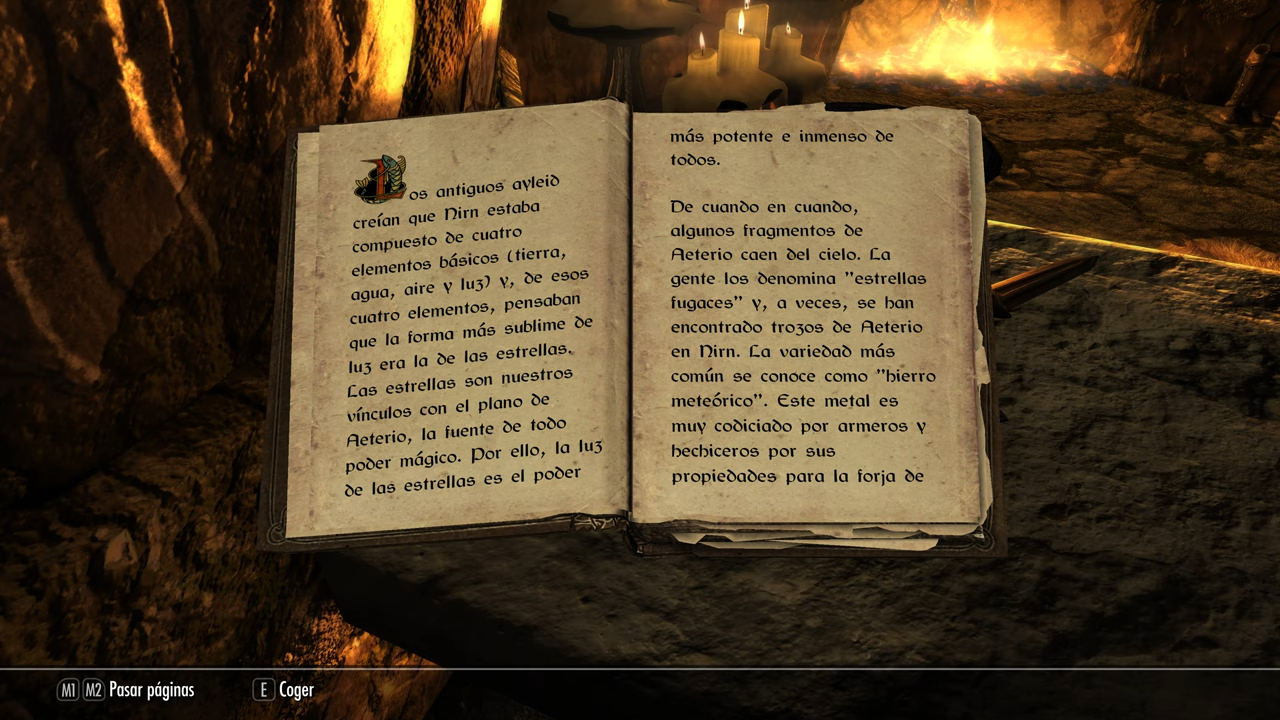 Los antiguos ayleid
creían que Nirn estaba
compuesto de cuatro
elementos básicos (tierra,
agua, aire y luz) y, de esos
cuatro elementos, pensaban
que la forma más sublime de
luz era la de las estrellas.
Las estrellas son nuestros
vínculos con el plano de
Aeterio, la fuente de todo
poder mágico. Por ello, la luz
de las estrellas es el poder
más potente e inmenso de
todos.
De cuando en cuando,
algunos fragmentos de
Aeterio caen del cielo. La
gente los denomina "estrellas
fugaces" y, a veces, se han
encontrado trozos de Aeterio
en Nirn. La variedad más
común se conoce como "hierro
meteórico". Este metal es
muy codiciado por armeros y
hechiceros por sus
propiedades para la forja de
M1 M2 Pasar páginas
E Coger